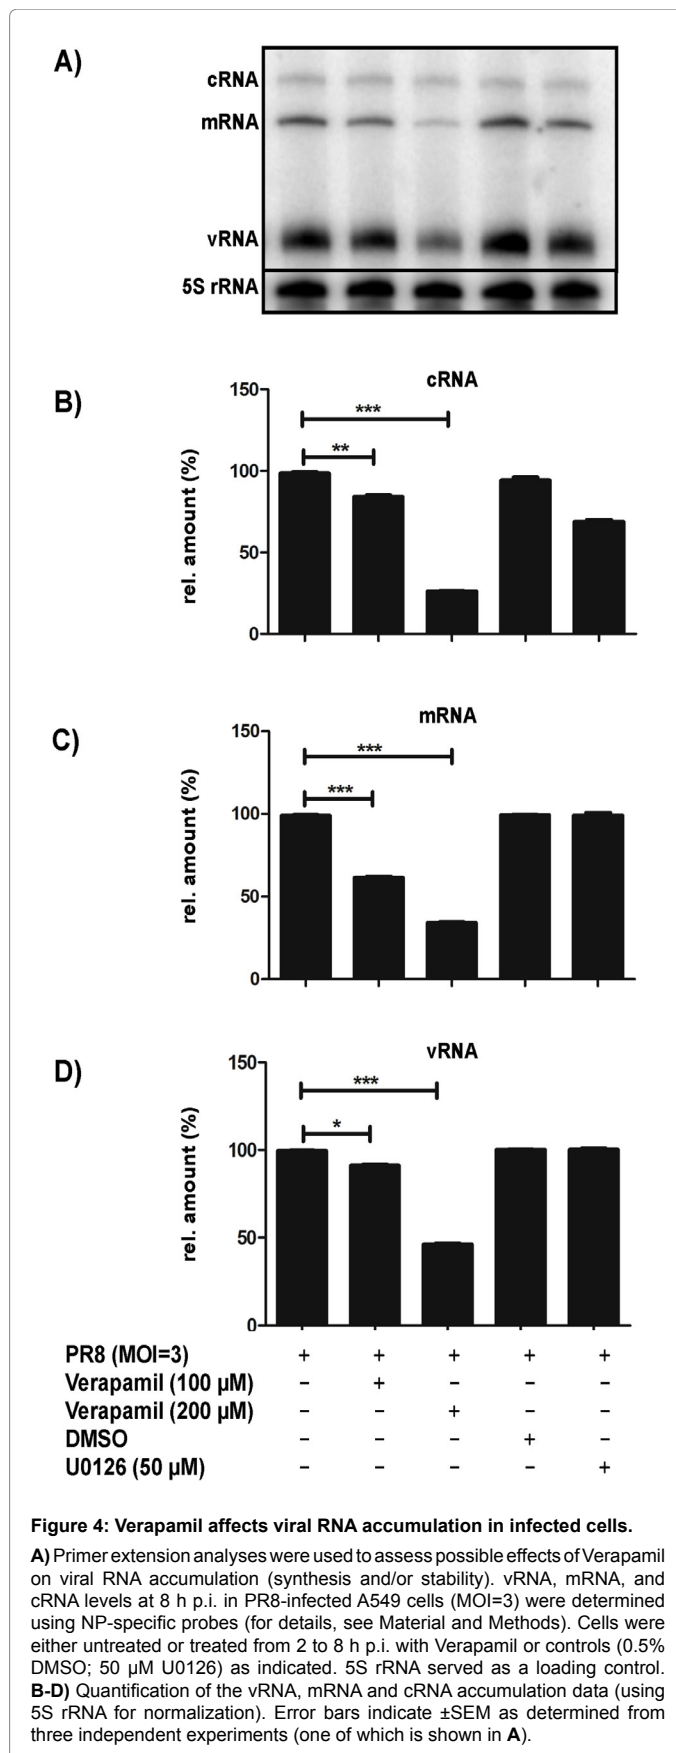 A)
cRNA
mRNA
vRNA
5S rRNA
B)
cRNA
rel. amount (%)
150
100
50
0
***
**
C)
mRNA
rel. amount (%)
150
100
50
0
***
***
D)
vRNA
rel. amount (%)
150
100
50
0
***
*
PR8 (MOI=3) + + + + +
Verapamil (100 µM) – + – – –
Verapamil (200 µM) – – + – –
DMSO – – – + –
U0126 (50 µM) – – – – +
Figure 4: Verapamil affects viral RNA accumulation in infected cells.
A) Primer extension analyses were used to assess possible effects of Verapamil
on viral RNA accumulation (synthesis and/or stability). vRNA, mRNA, and
cRNA levels at 8 h p.i. in PR8-infected A549 cells (MOI=3) were determined
using NP-specific probes (for details, see Material and Methods). Cells were
either untreated or treated from 2 to 8 h p.i. with Verapamil or controls (0.5%
DMSO; 50 µM U0126) as indicated. 5S rRNA served as a loading control.
B-D) Quantification of the vRNA, mRNA and cRNA accumulation data (using
5S rRNA for normalization). Error bars indicate ±SEM as determined from
three independent experiments (one of which is shown in A).